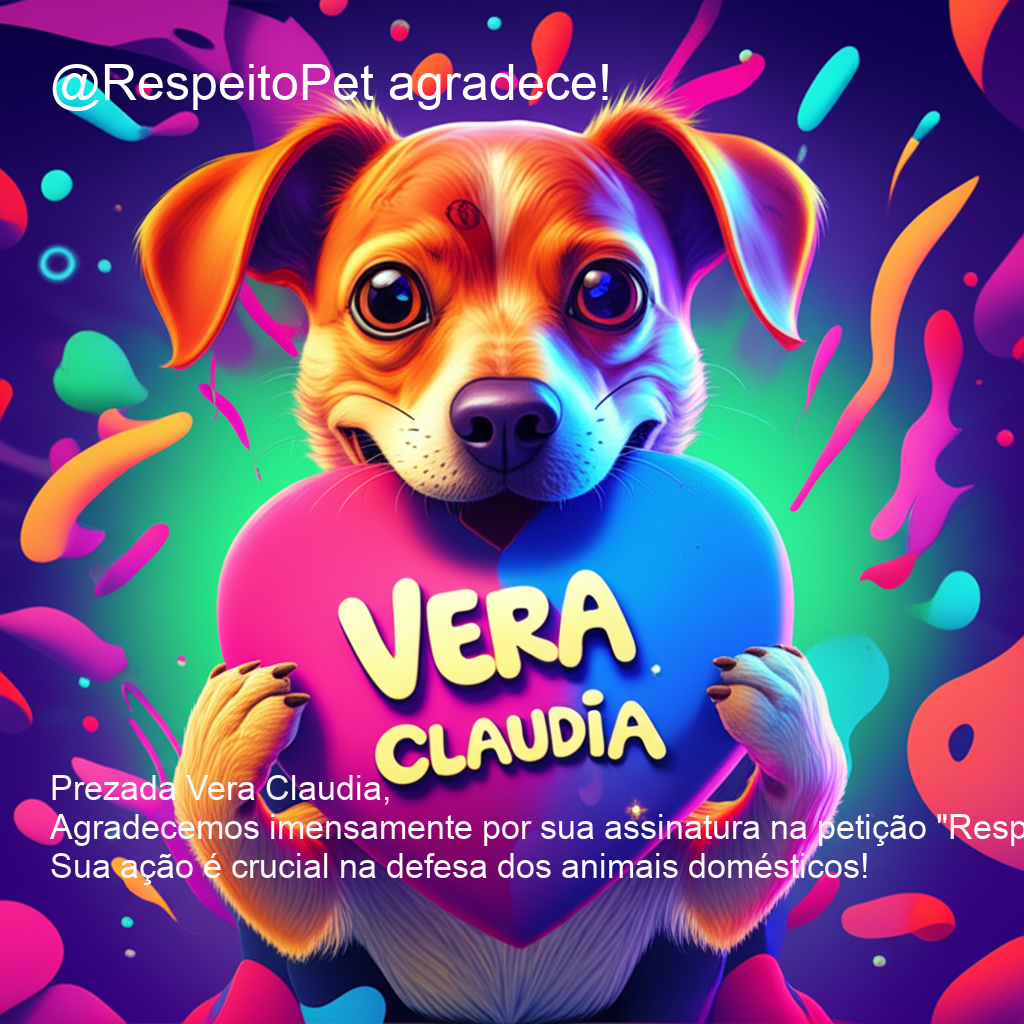 @RespeitoPet agradece!
VERA
CLAUDIA
Prezada Vera Claudia,
Agradecemos imensamente por sua assinatura na petição "Resp
Sua ação é crucial na defesa dos animais domésticos!